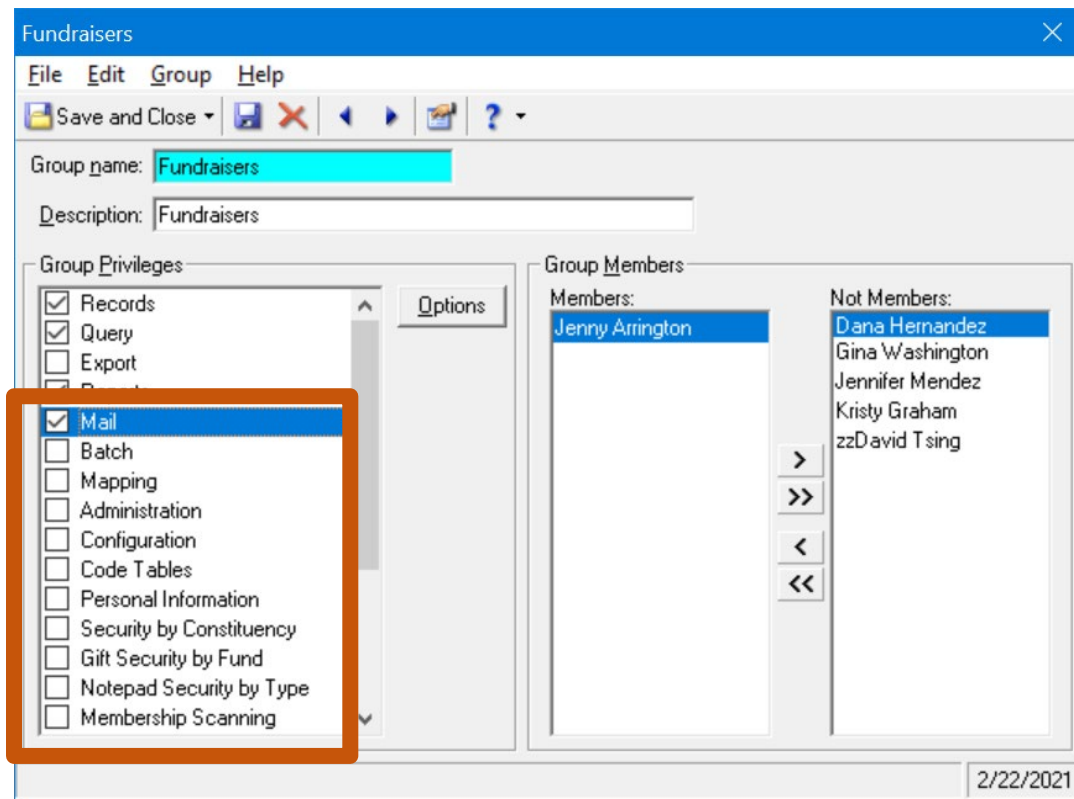 Fundraisers
File Edit Group Help
Save and Close
Group name: Fundraisers
Description: Fundraisers
Group Privileges
Records
Query
Export
Mail
Batch
Mapping
Administration
Configuration
Code Tables
Personal Information
Security by Constituency
Gift Security by Fund
Notepad Security by Type
Membership Scanning
Options
Group Members
Members:
Jenny Arrington
>
>>
<
<<
Not Members:
Dana Hernandez
Gina Washington
Jennifer Mendez
Kristy Graham
zzDavid Tsing
2/22/2021